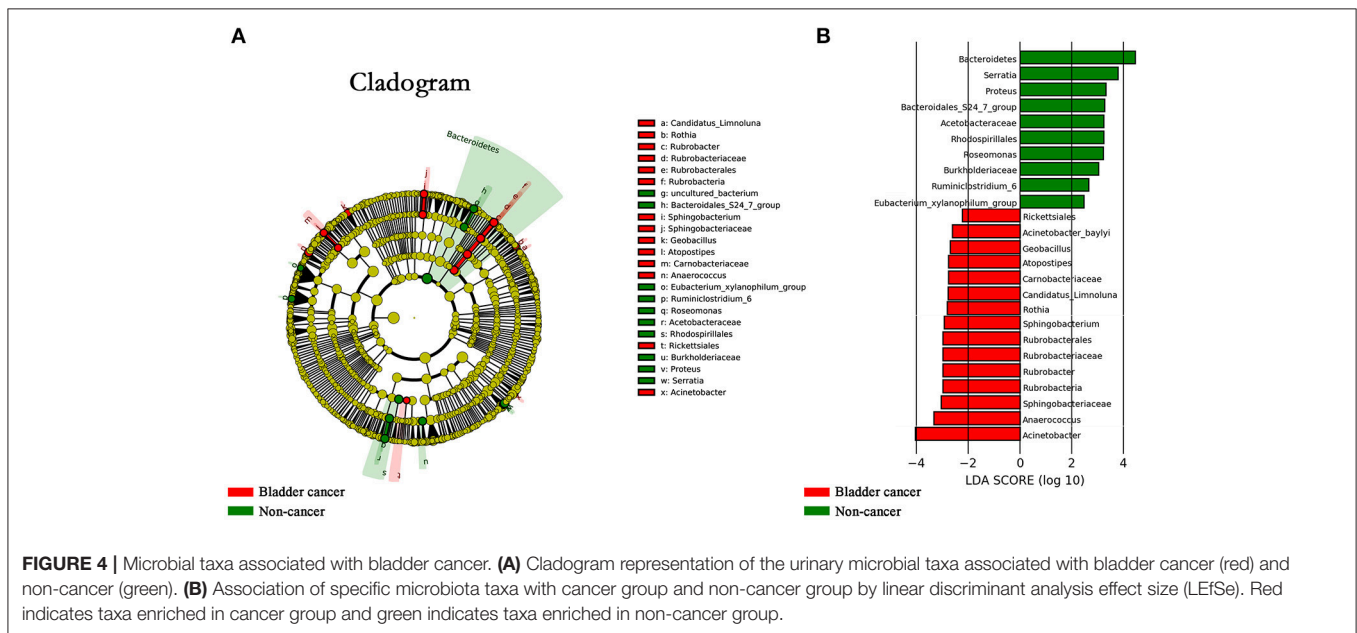 A
Cladogram
Bacteroidetes
j
h
m
u
t
s
r
a: Candidatus_Limnoluna
b: Rothia
c: Rubrobacter
d: Rubrobacteriaceae
e: Rubrobacterales
f: Rubrobacteria
g: uncultured_bacterium
h: Bacteroidales_S24_7_group
i: Sphingobacterium
j: Sphingobacteriaceae
k: Geobacillus
l: Atopostipes
m: Carnobacteriaceae
n: Anaerococcus
o: Eubacterium_xylanophilum_group
p: Ruminiclostridium_6
q: Roseomonas
r: Acetobacteraceae
s: Rhodospirillales
t: Rickettsiales
u: Burkholderiaceae
v: Proteus
w: Serratia
x: Acinetobacter
Bladder cancer
Non-cancer
B
Bacteroidetes
Serratia
Proteus
Bacteroidales_S24_7_group
Acetobacteraceae
Rhodospirillales
Roseomonas
Burkholderiaceae
Ruminiclostridium_6
Eubacterium_xylanophilum_group
Rickettsiales
Acinetobacter_baylyi
Geobacillus
Atopostipes
Carnobacteriaceae
Candidatus_Limnoluna
Rothia
Sphingobacterium
Rubrobacterales
Rubrobacteriaceae
Rubrobacter
Rubrobacteria
Sphingobacteriaceae
Anaerococcus
Acinetobacter
−4 −2 0 2 4
LDA SCORE (log 10)
Bladder cancer
Non-cancer
FIGURE 4 | Microbial taxa associated with bladder cancer. (A) Cladogram representation of the urinary microbial taxa associated with bladder cancer (red) and
non-cancer (green). (B) Association of specific microbiota taxa with cancer group and non-cancer group by linear discriminant analysis effect size (LEfSe). Red
indicates taxa enriched in cancer group and green indicates taxa enriched in non-cancer group.